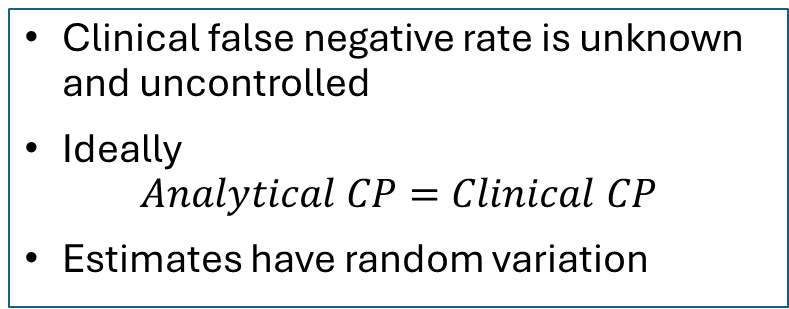 • Clinical false negative rate is unknown
and uncontrolled
• Ideally
Analytical CP = Clinical CP
• Estimates have random variation